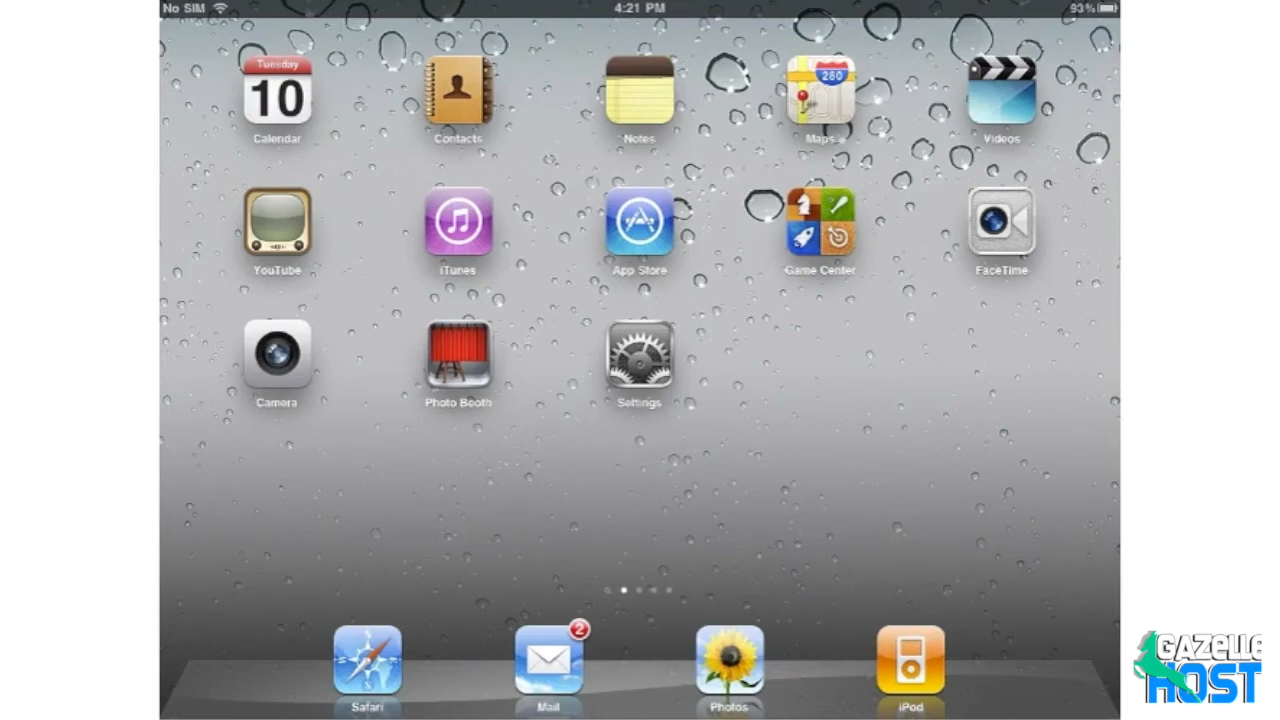 No SIM 4:21 PM 93%
Tuesday
10
280
Calendar Contacts Notes Maps Videos
YouTube iTunes App Store Game Center FaceTime
Camera Photo Booth Settings
2
Safari Mail Photos iPod
GAZELLE
HOST